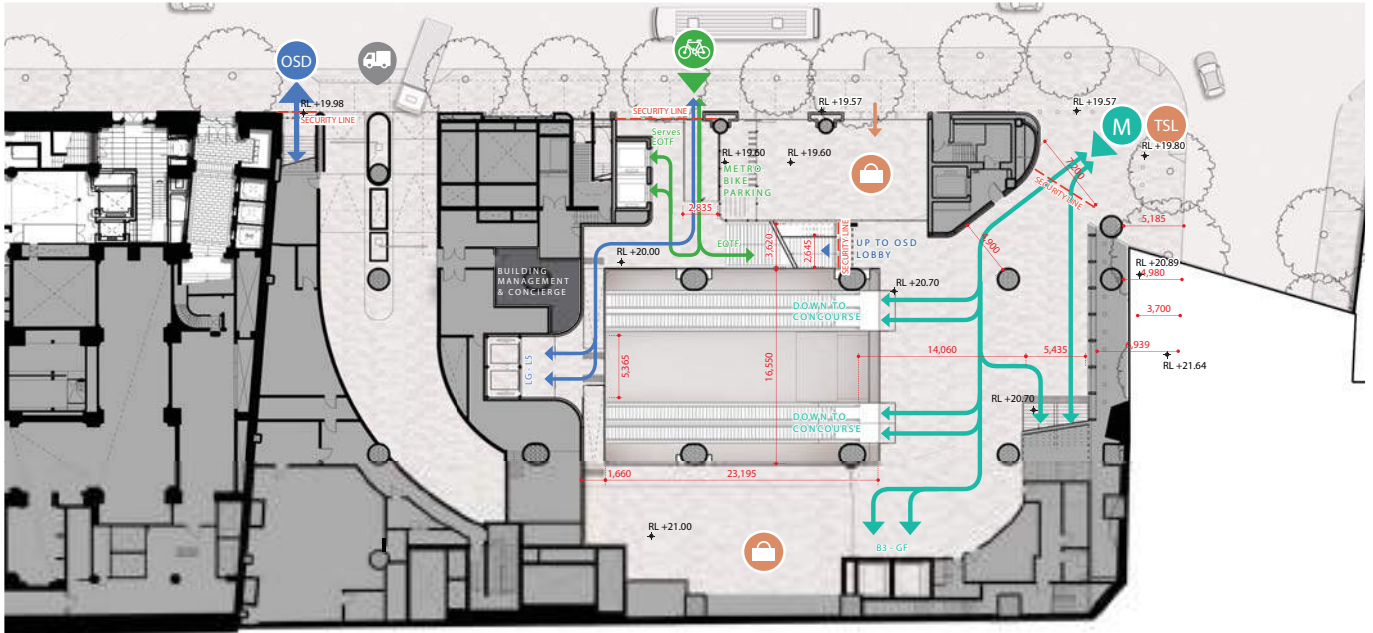 OSD
RL +19.98
SECURITY LINE
SECURITY LINE
Serves
EOTF
RL +19.57
RL +19.57
M
TSL
RL +19.60
RL +19.60
RL +19.80
METRO
BIKE
PARKING
7,200
SECURITY LINE
2,835
5,185
EOTF
3,620
2,645
SECURITY LINE
UP TO OSD
LOBBY
4,900
RL +20.00
RL +20.89
4,980
BUILDING
MANAGEMENT
& CONCIERGE
RL +20.70
DOWN TO
CONCOURSE
3,700
LG - L5
5,365
16,550
14,060
5,435
6,939
RL +21.64
RL +20.70
DOWN TO
CONCOURSE
1,660
23,195
RL +21.00
B3 - GF